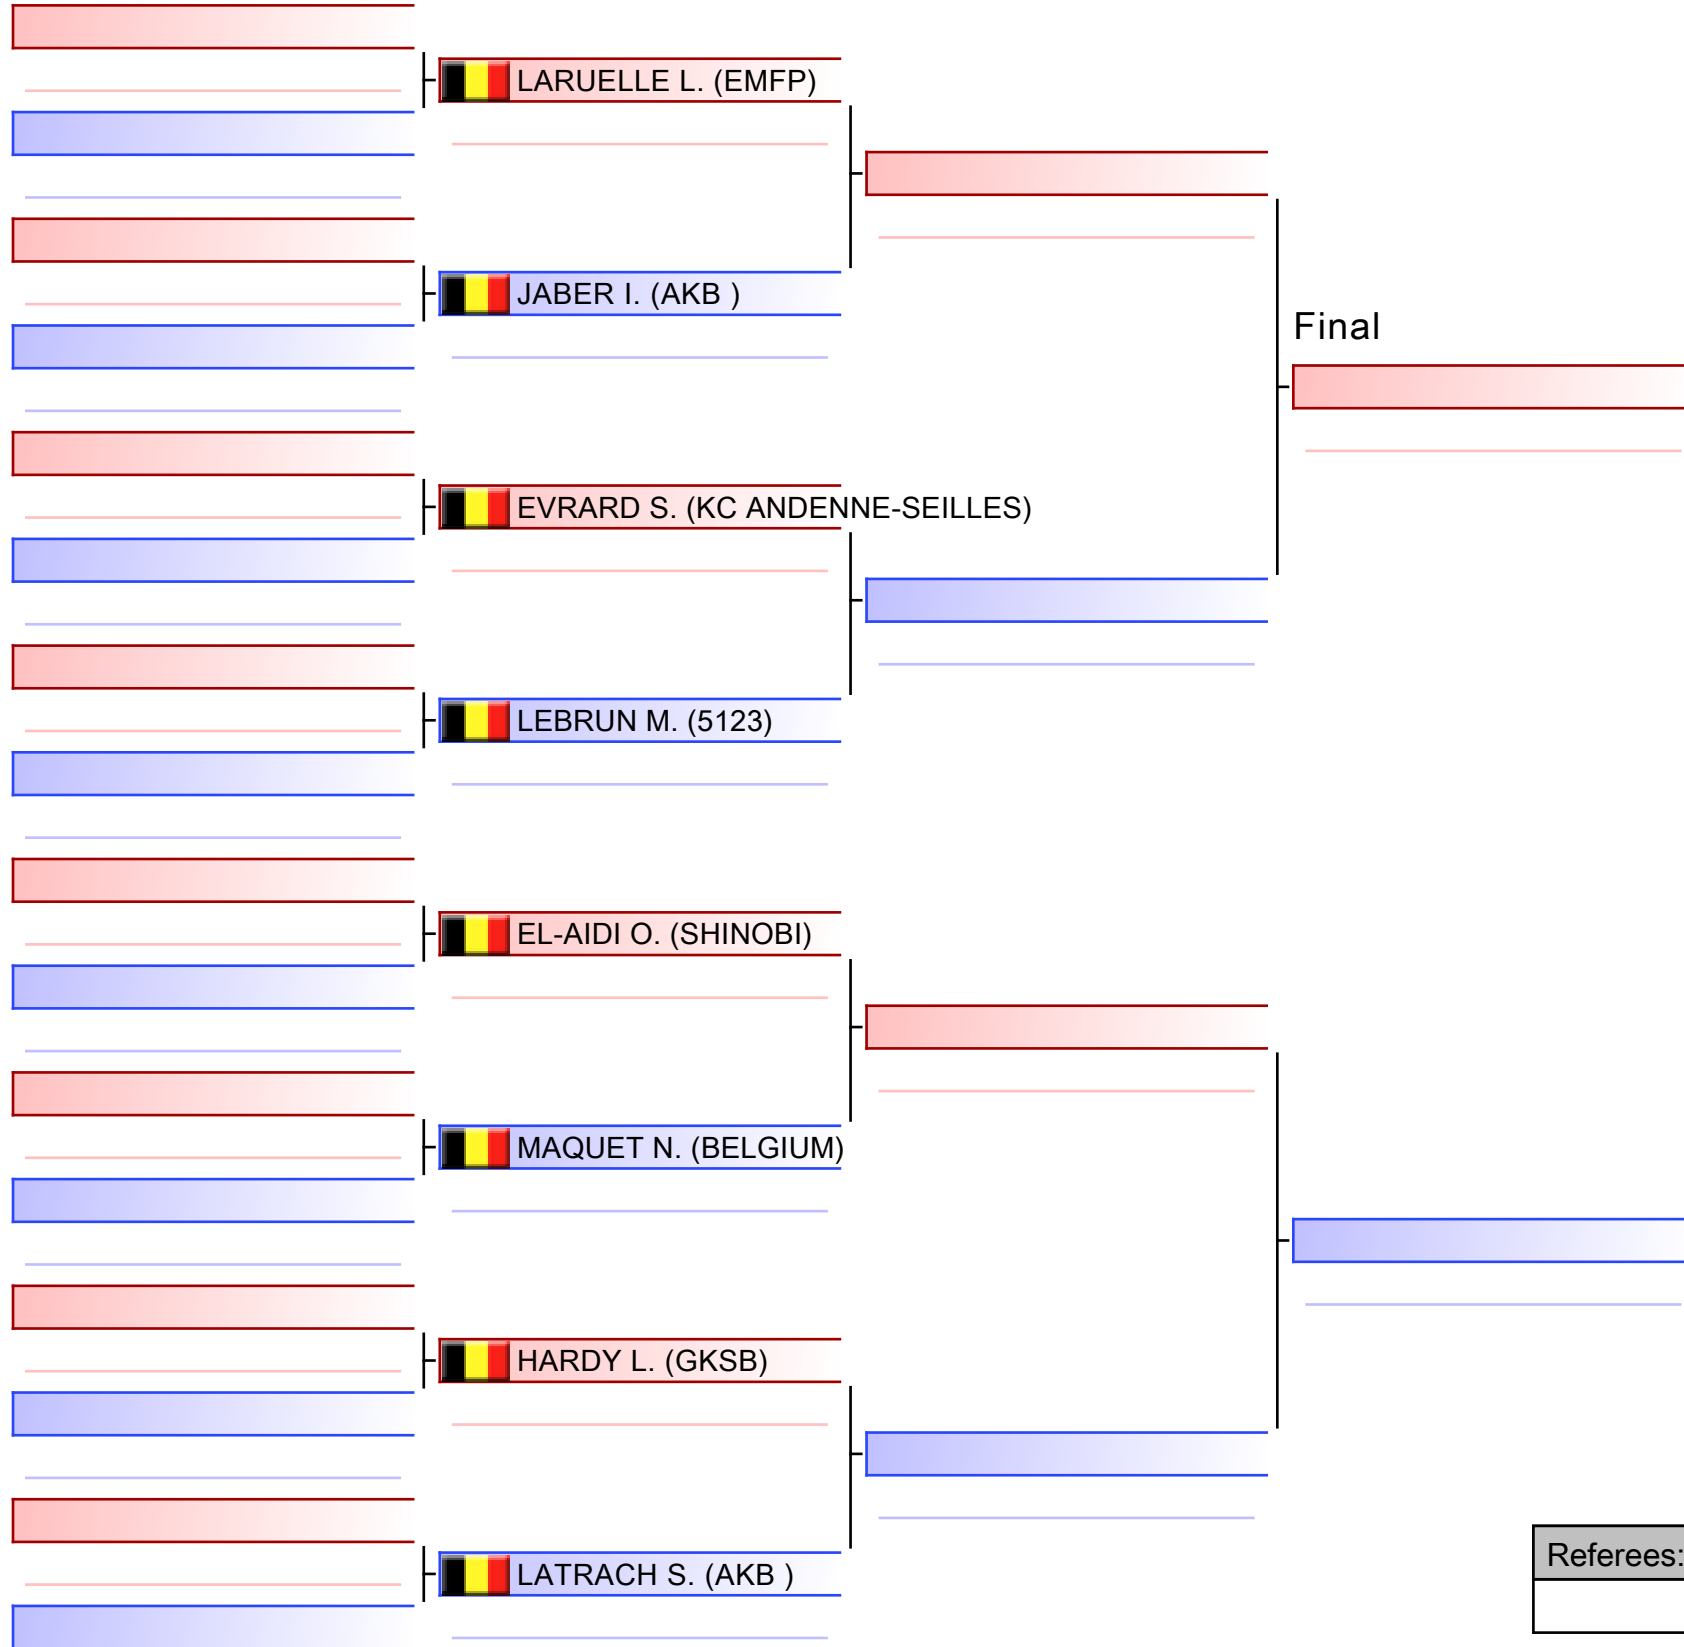 LARUELLE L. (EMFP)
JABER I. (AKB )
Final
EVRARD S. (KC ANDENNE-SEILLES)
LEBRUN M. (5123)
EL-AIDI O. (SHINOBI)
MAQUET N. (BELGIUM)
HARDY L. (GKSB)
LATRACH S. (AKB )
Referees: